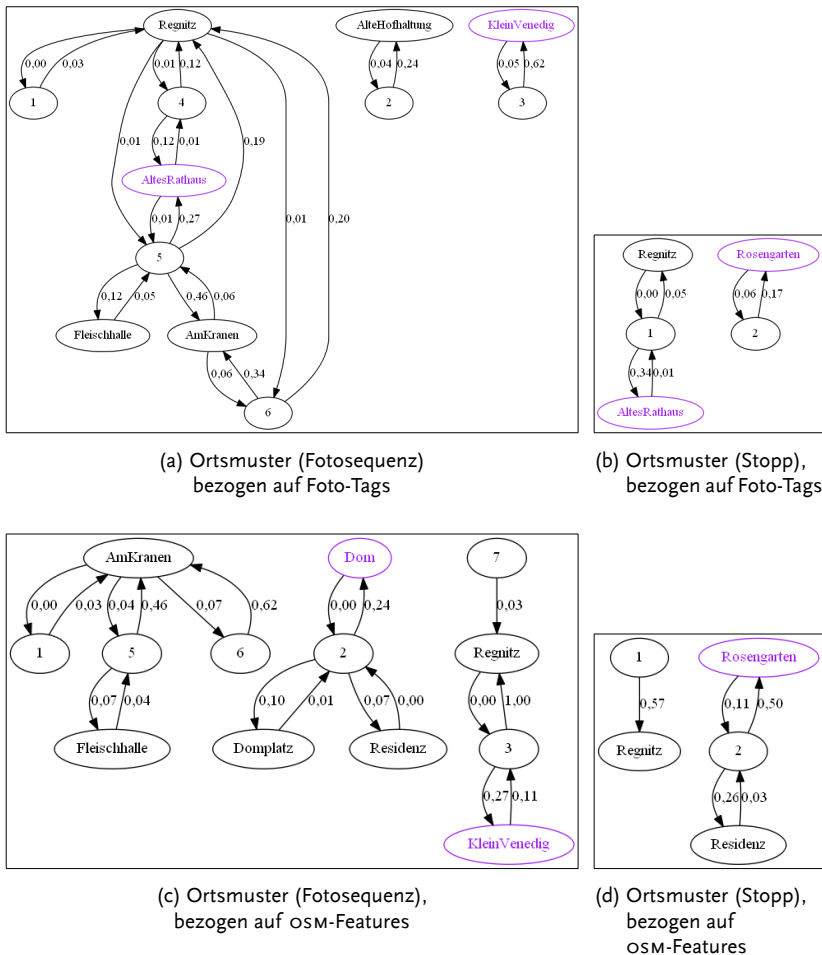 Regnitz
AlteHofhaltung
KleinVenedig
0,00
0,03
0,01
0,12
0,04
0,24
0,05
0,62
1
4
2
3
0,12
0,01
0,01
0,19
AltesRathaus
0,01
0,27
0,01
0,20
5
0,12
0,05
0,46
0,06
Fleischhalle
AmKranen
0,06
0,34
6
(a) Ortsmuster (Fotosequenz)
bezogen auf Foto-Tags
Regnitz
Rosengarten
0,00
0,05
0,06
0,17
1
2
0,34
0,01
AltesRathaus
(b) Ortsmuster (Stopp),
bezogen auf Foto-Tags
AmKranen
Dom
7
0,00
0,03
0,04
0,46
0,07
0,62
0,00
0,24
0,03
1
5
6
2
Regnitz
0,07
0,04
0,10
0,01
0,07
0,00
0,00
1,00
Fleischhalle
Domplatz
Residenz
3
0,27
0,11
KleinVenedig
(c) Ortsmuster (Fotosequenz),
bezogen auf OSM-Features
1
Rosengarten
0,57
0,11
0,50
Regnitz
2
0,26
0,03
Residenz
(d) Ortsmuster (Stopp),
bezogen auf
OSM-Features